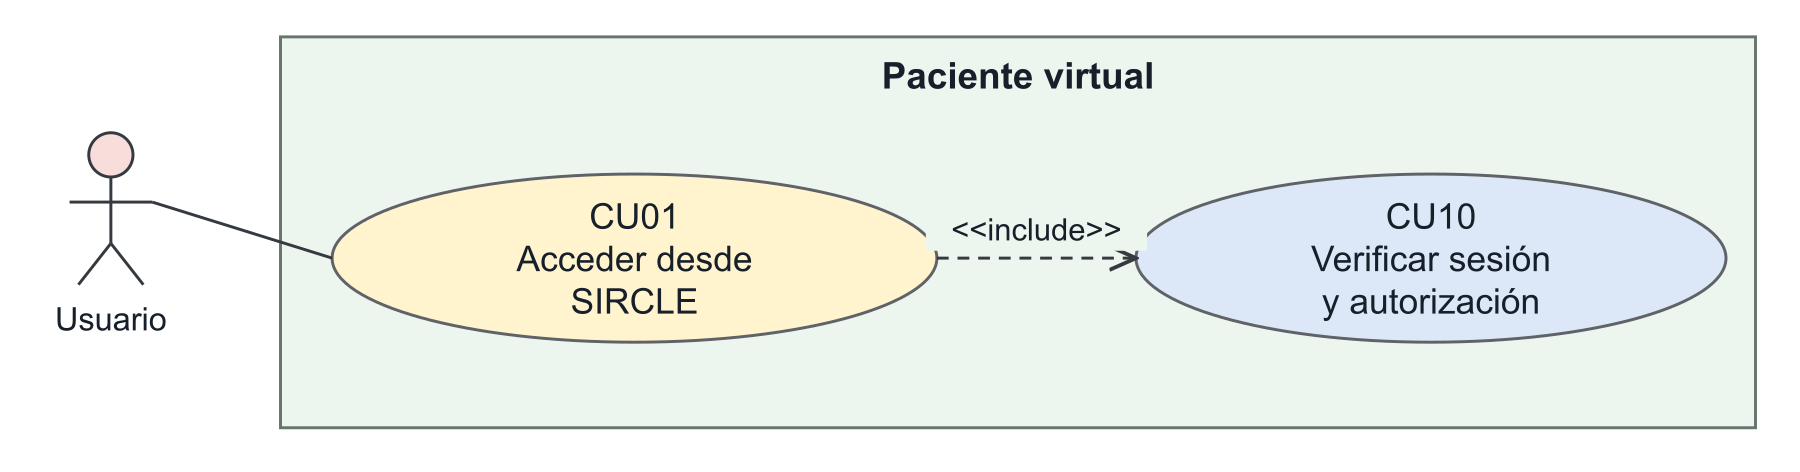 Paciente virtual
Usuario
CU01
Acceder desde
SIRCLE
<<include>>
CU10
Verificar sesión
y autorización